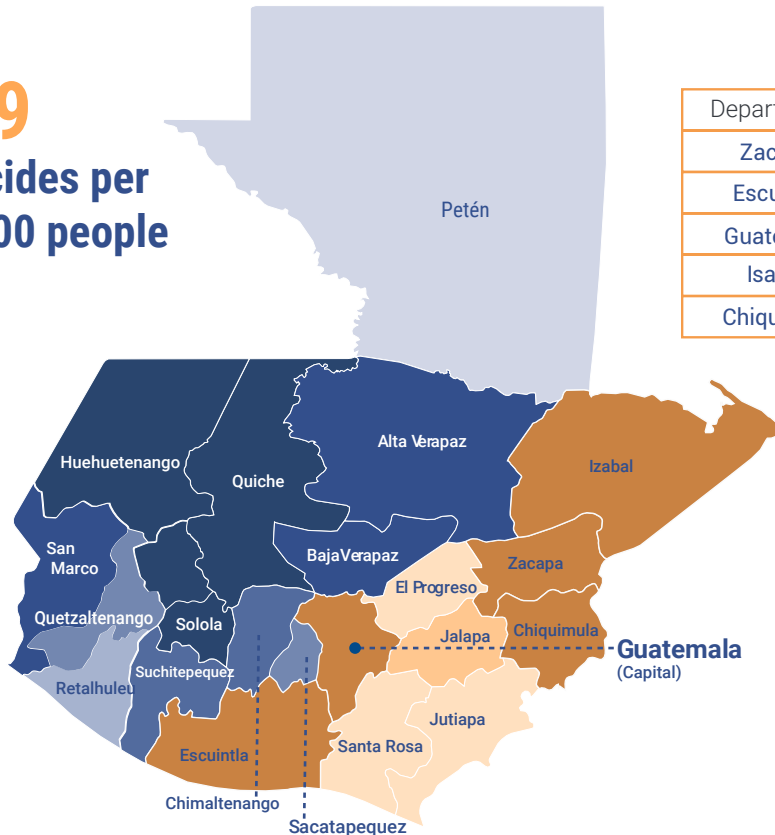 9
cides per
00 people
Depart
Zac
Escu
Guate
Isa
Chiqu
Petén
Alta Verapaz
Huehuetenango
Izabal
Quiche
San
Marco
BajaVerapaz
Zacapa
El Progreso
Quetzaltenango
Solola
Jalapa
Chiquimula
Guatemala
(Capital)
Suchitepequez
Retalhuleu
Jutiapa
Santa Rosa
Escuintla
Chimaltenango
Sacatapequez